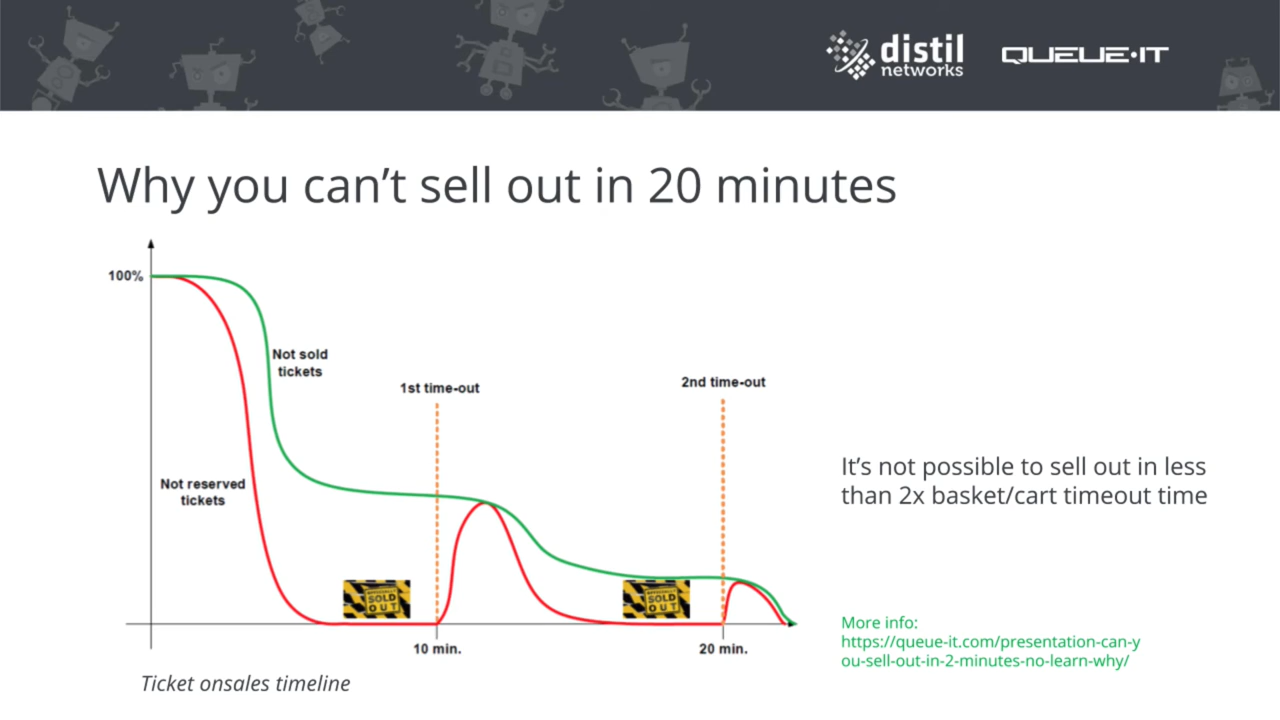 distil
networks
QUEUE·IT
Why you can't sell out in 20 minutes
100%
Not sold
tickets
1st time-out
2nd time-out
Not reserved
tickets
SOLD
OUT
SOLD
OUT
10 min.
20 min.
It's not possible to sell out in less
than 2x basket/cart timeout time
More info:
https://queue-it.com/presentation-can-y
ou-sell-out-in-2-minutes-no-learn-why/
Ticket onsales timeline